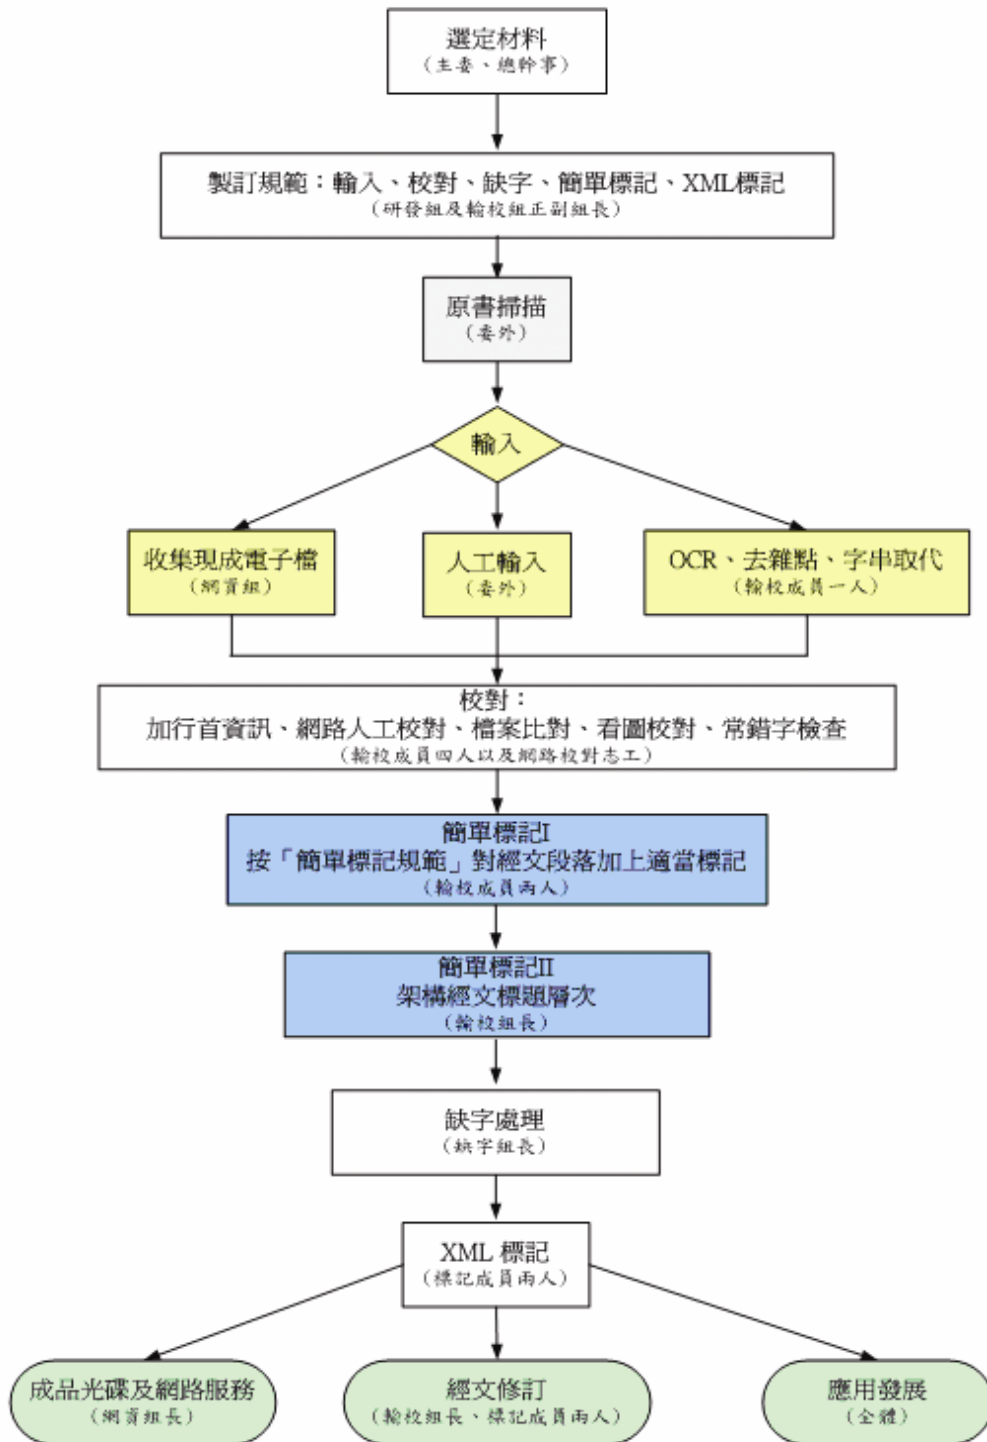 選定材料
（主委、總幹事）
製訂規範：輸入、校對、缺字、簡單標記、XML標記
（研發組及輸校組正副組長）
原書掃描
（委外）
輸入
收集現成電子檔
（網資組）
人工輸入
（委外）
OCR、去雜點、字串取代
（輸校成員一人）
校對：
加行首資訊、網路人工校對、檔案比對、看圖校對、常錯字檢查
（輸校成員四人以及網路校對志工）
簡單標記I
按「簡單標記規範」對經文段落加上適當標記
（輸校成員兩人）
簡單標記II
架構經文標題層次
（輸校組長）
缺字處理
（缺字組長）
XML 標記
（標記成員兩人）
成品光碟及網路服務
（網資組長）
經文修訂
（輸校組長、標記成員兩人）
應用發展
（全體）